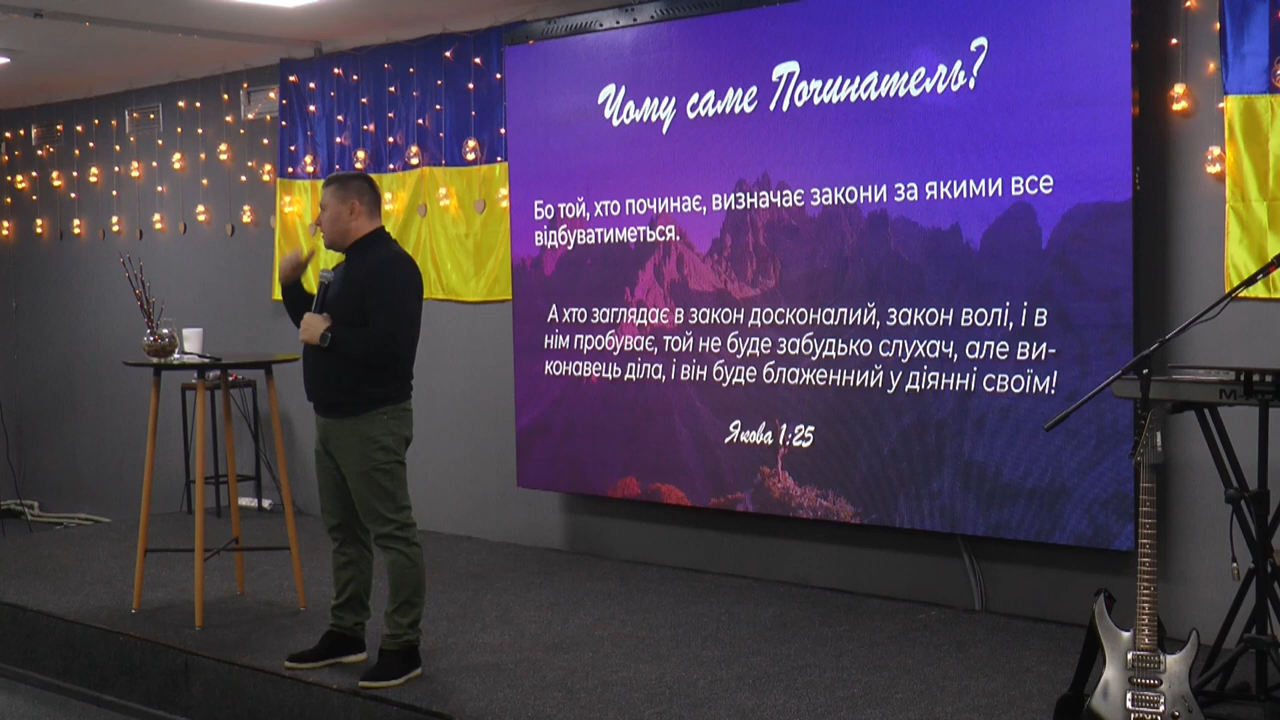 Чому саме Починатель?
Бо той, хто починає, визначає закони за якими все
відбуватиметься.
А хто заглядає в закон досконалий, закон волі, і в
нім пробуває, той не буде забудько слухач, але ви-
конавець діла, і він буде блаженний у діянні своїм!
Якова 1:25